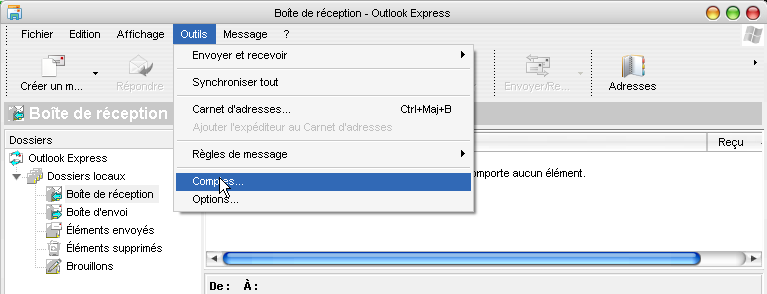 Boîte de réception - Outlook Express
Fichier Edition Affichage Outils Message ?
Créer un m... Répondre Envoyer/Re... Adresses
Envoyer et recevoir
Synchroniser tout
Carnet d'adresses... Ctrl+Maj+B
Ajouter l'expéditeur au Carnet d'adresses
Règles de message
Comptes...
Options...
Boîte de réception
Dossiers
Outlook Express
Dossiers locaux
Boîte de réception
Boîte d'envoi
Éléments envoyés
Éléments supprimés
Brouillons
Reçu
mporte aucun élément.
De: À: